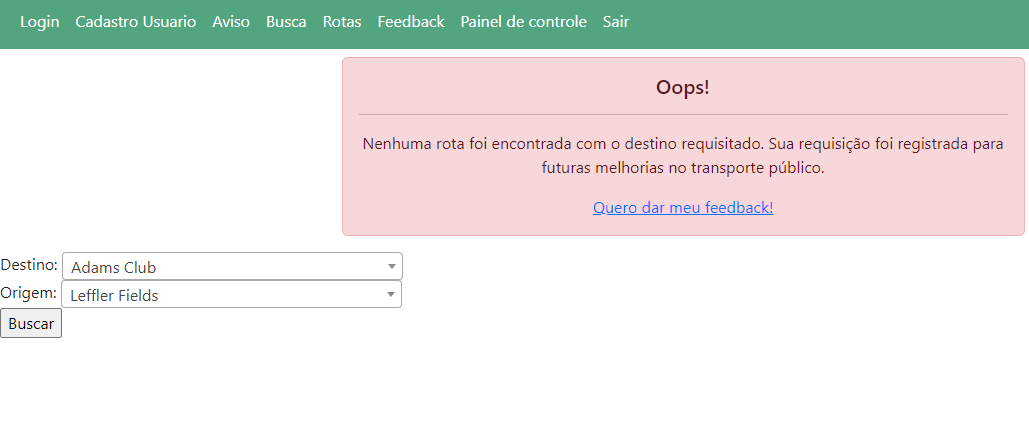 Login Cadastro Usuario Aviso Busca Rotas Feedback Painel de controle Sair
Oops!
Nenhuma rota foi encontrada com o destino requisitado. Sua requisição foi registrada para
futuras melhorias no transporte público.
Quero dar meu feedback!
Destino: Adams Club
Origem: Leffler Fields
Buscar